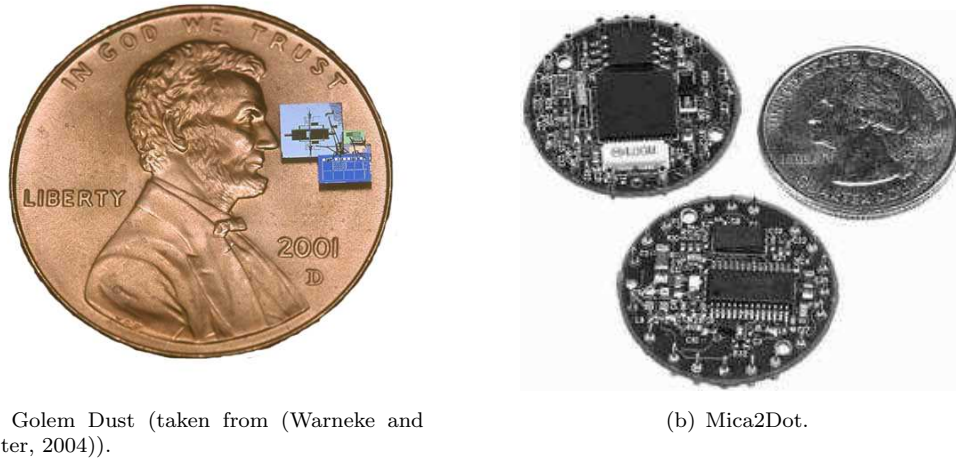 IN GOD WE TRUST
LIBERTY
2001
D
Golem Dust (taken from (Warneke and
ter, 2004)).
(b) Mica2Dot.